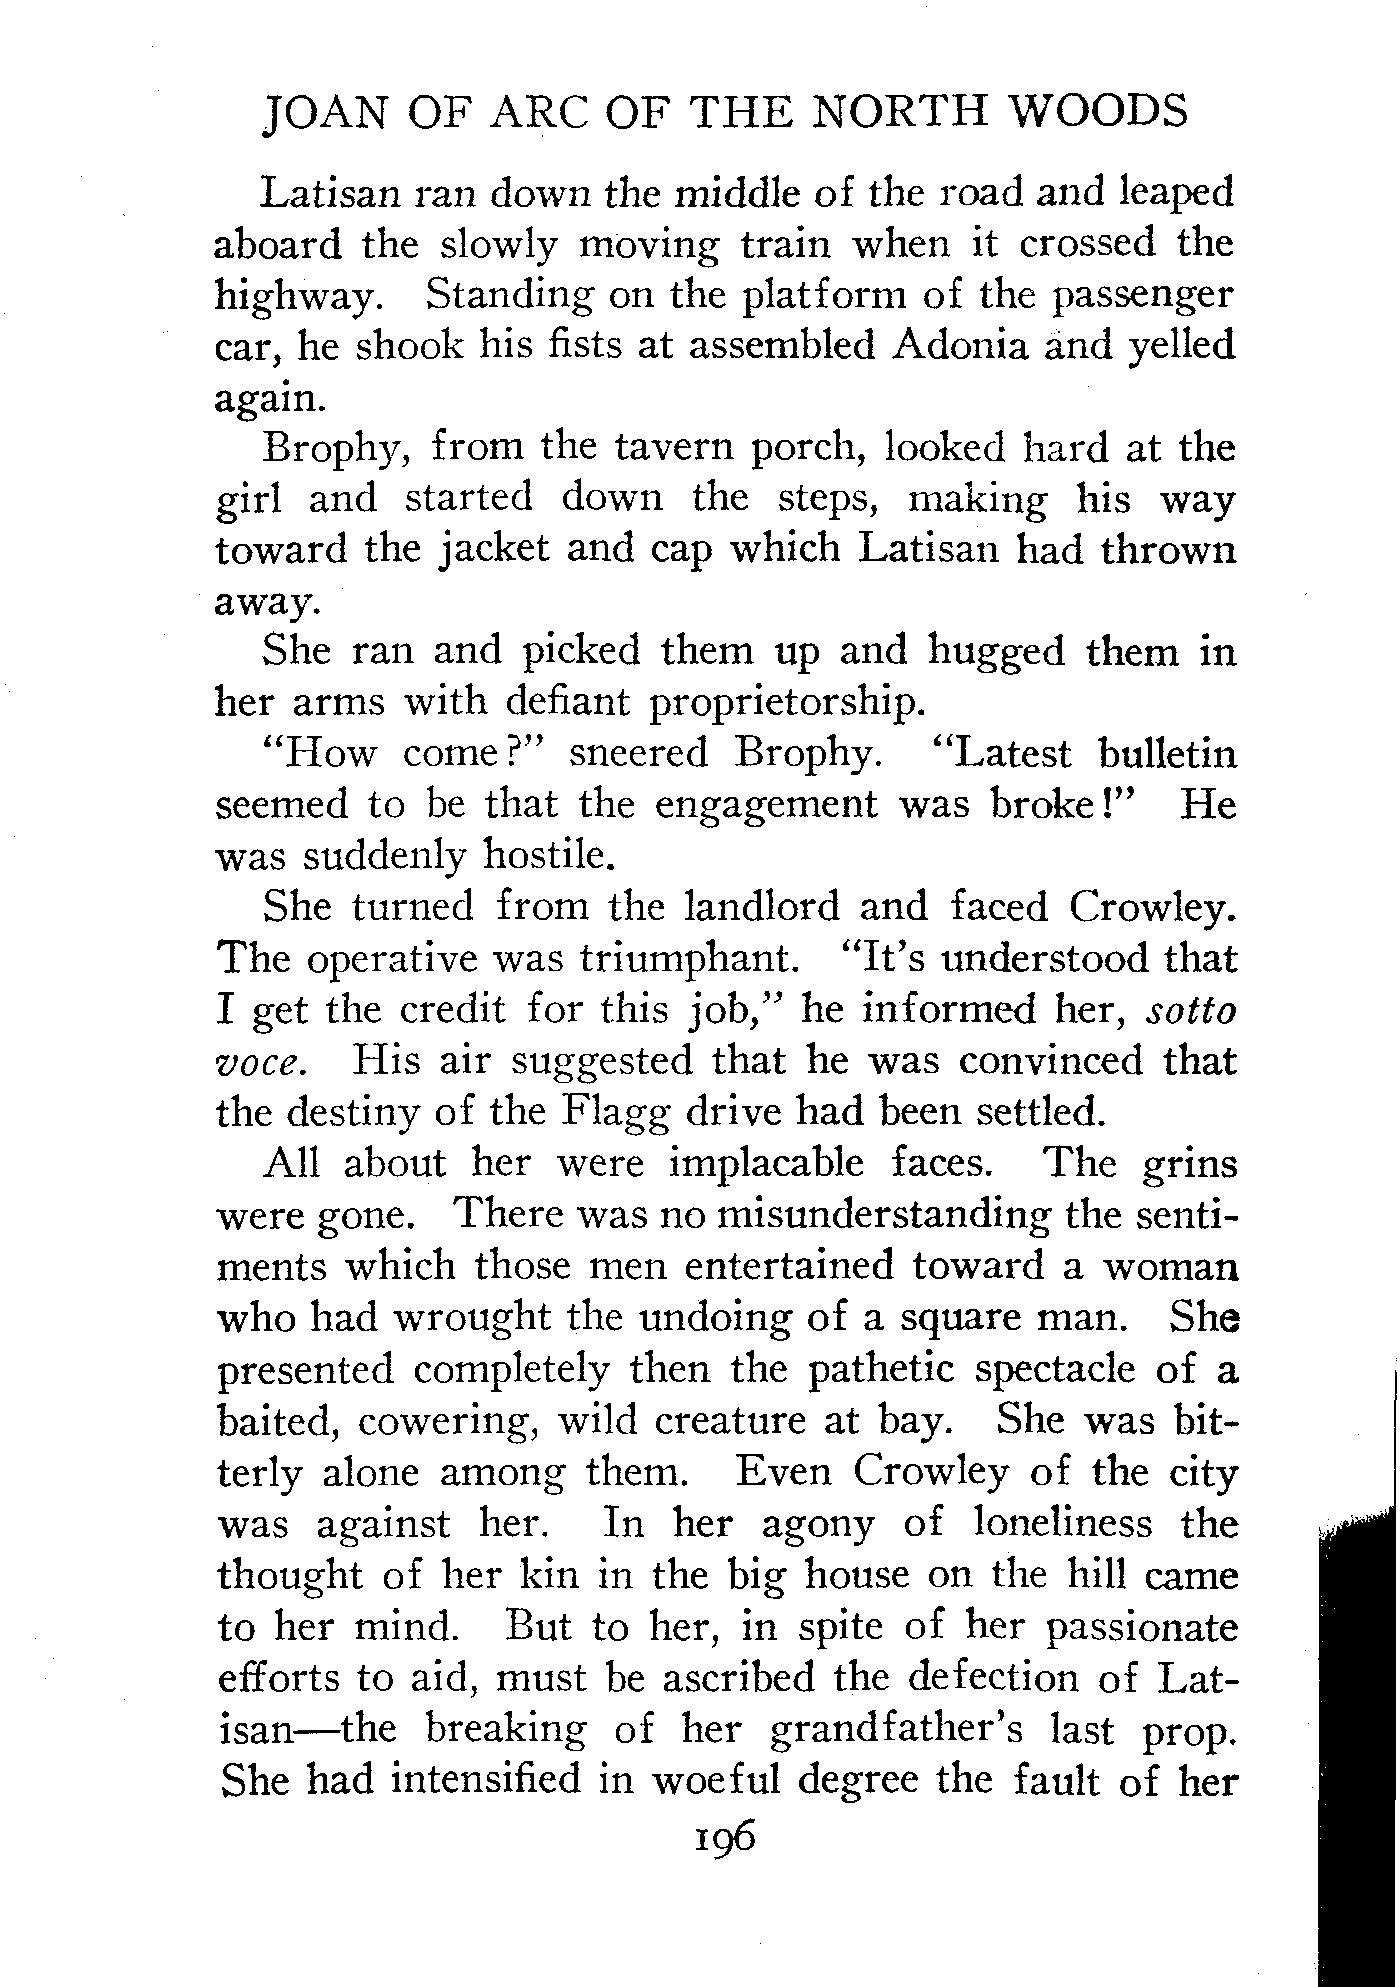 JOAN OF ARC OF THE NORTH WOODS
Latisan ran down the middle of the road and leaped
aboard the slowly moving train when it crossed the
highway. Standing on the platform of the passenger
car, he shook his fists at assembled Adonia and yelled
again.
Brophy, from the tavern porch, looked hard at the
girl and started down the steps, making his way
toward the jacket and cap which Latisan had thrown
away.
She ran and picked them up and hugged them in
her arms with defiant proprietorship.
"How come?" sneered Brophy. "Latest bulletin
seemed to be that the engagement was broke!" He
was suddenly hostile.
She turned from the landlord and faced Crowley.
The operative was triumphant. "It's understood that
I get the credit for this job," he informed her, sotto
voce. His air suggested that he was convinced that
the destiny of the Flagg drive had been settled.
All about her were implacable faces. The grins
were gone. There was no misunderstanding the senti-
ments which those men entertained toward a woman
who had wrought the undoing of a square man. She
presented completely then the pathetic spectacle of a
baited, cowering, wild creature at bay. She was bit-
terly alone among them. Even Crowley of the city
was against her. In her agony of loneliness the
thought of her kin in the big house on the hill came
to her mind. But to her, in spite of her passionate
efforts to aid, must be ascribed the defection of Lat-
isan—the breaking of her grandfather's last prop.
She had intensified in woeful degree the fault of her
196